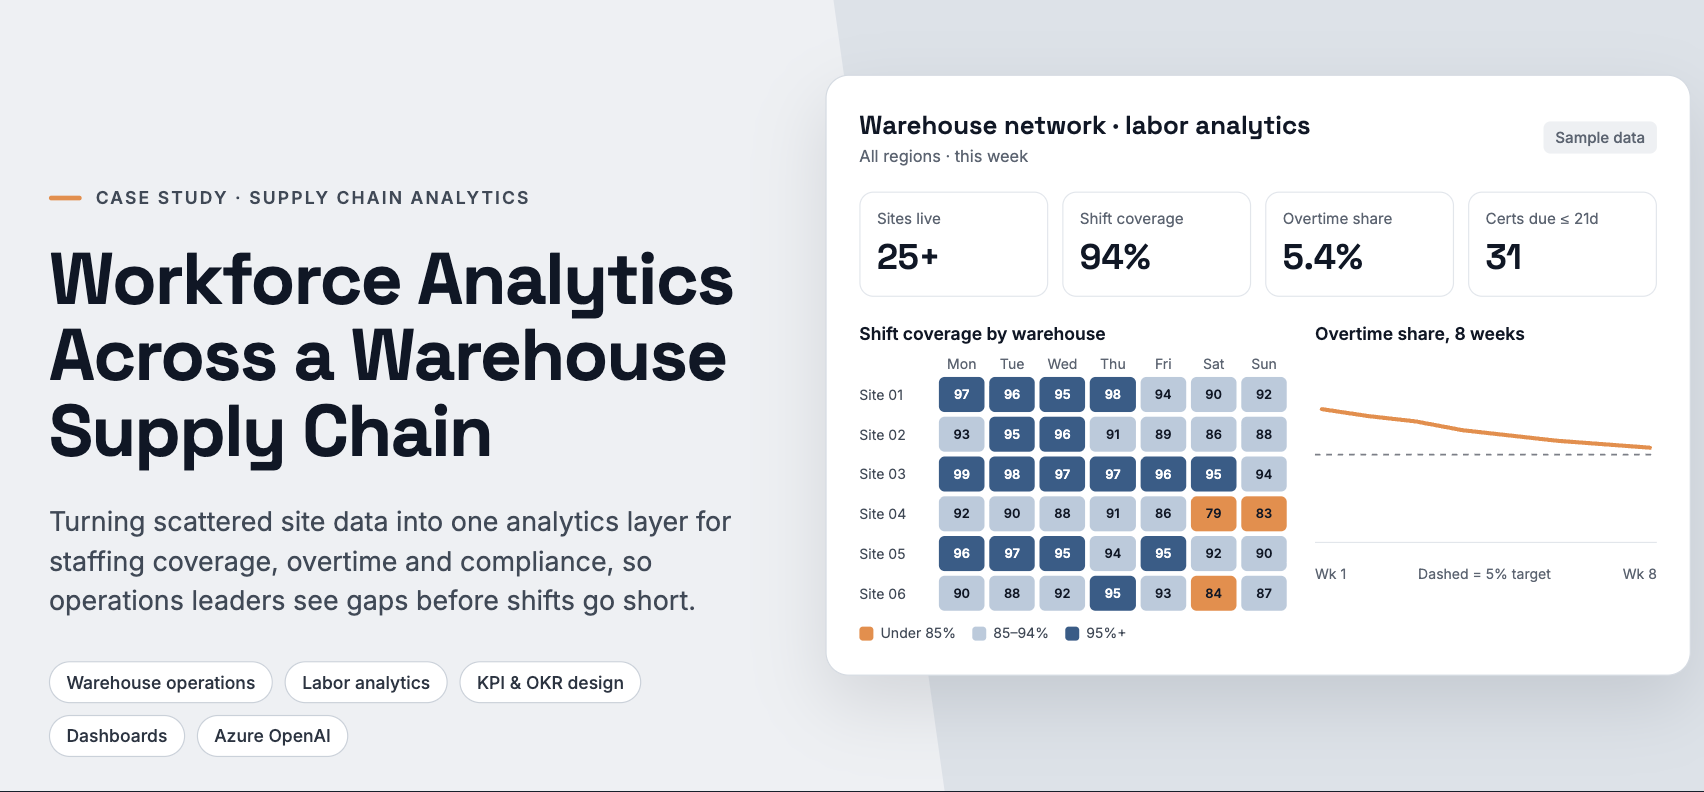 CASE STUDY · SUPPLY CHAIN ANALYTICS
Workforce Analytics
Across a Warehouse
Supply Chain
Turning scattered site data into one analytics layer for
staffing coverage, overtime and compliance, so
operations leaders see gaps before shifts go short.
Warehouse operations
Labor analytics
KPI & OKR design
Dashboards
Azure OpenAI
Warehouse network · labor analytics
All regions · this week
Sample data
Sites live
25+
Shift coverage
94%
Overtime share
5.4%
Certs due ≤ 21d
31
Shift coverage by warehouse
Mon Tue Wed Thu Fri Sat Sun
Site 01 97 96 95 98 94 90 92
Site 02 93 95 96 91 89 86 88
Site 03 99 98 97 97 96 95 94
Site 04 92 90 88 91 86 79 83
Site 05 96 97 95 94 95 92 90
Site 06 90 88 92 95 93 84 87
Under 85% 85–94% 95%+
Overtime share, 8 weeks
Wk 1 Dashed = 5% target Wk 8